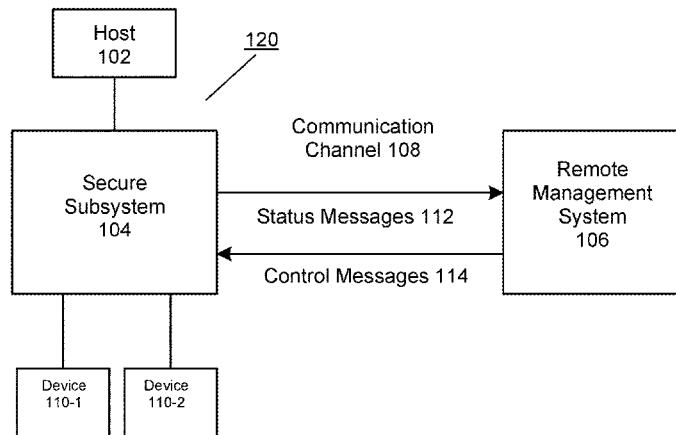 Host
102
120
Communication
Channel 108
Secure
Subsystem
104
Remote
Management
System
106
Status Messages 112
Control Messages 114
Device
110-1
Device
110-2